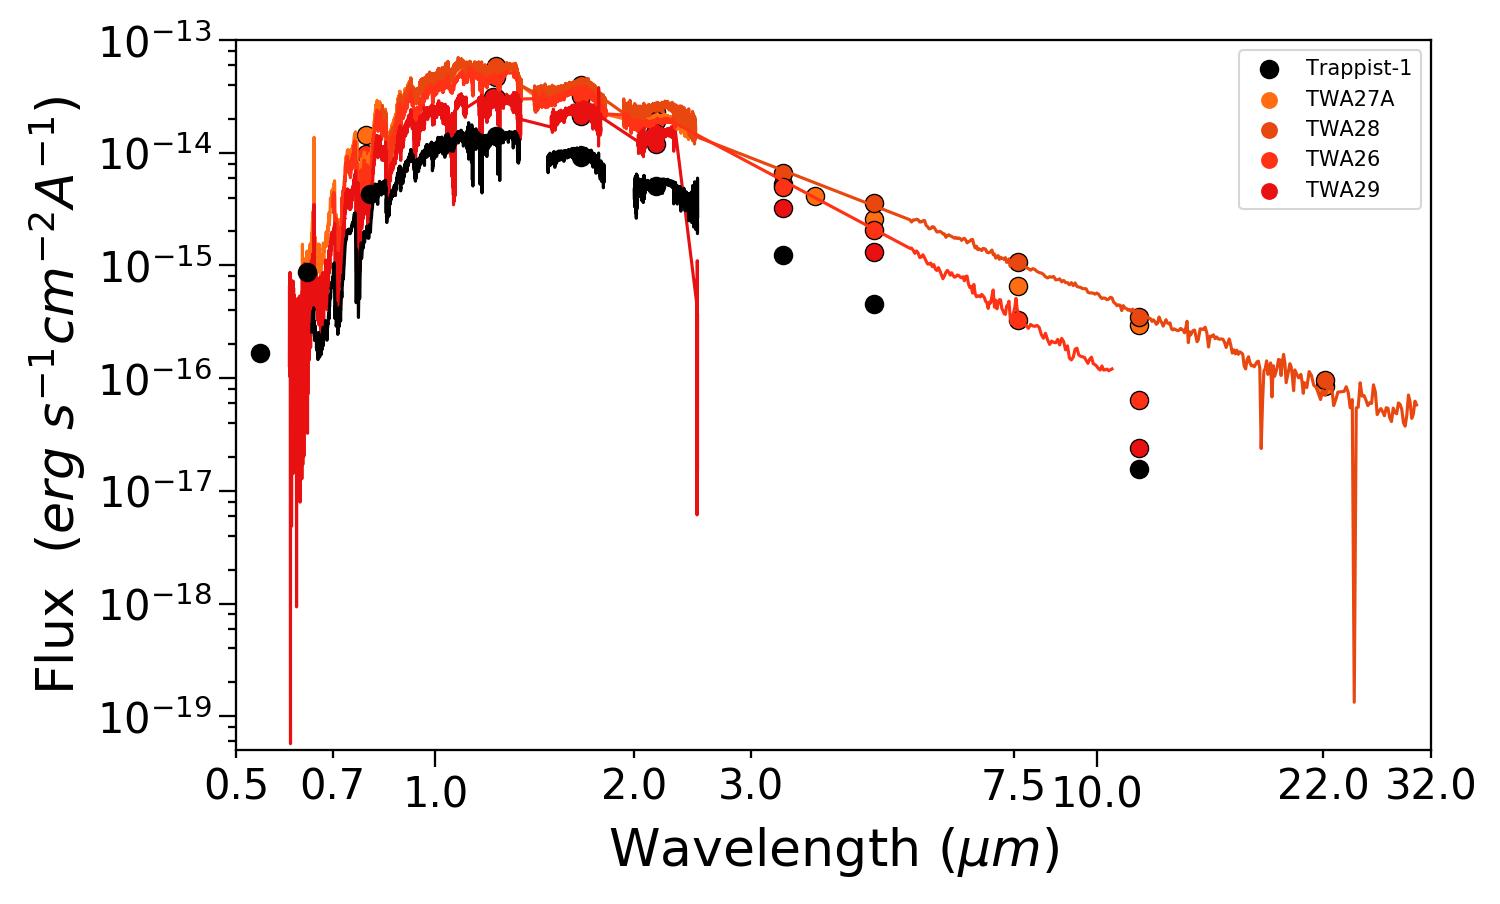 Flux (erg s⁻¹cm⁻²A⁻¹)
10⁻¹³
10⁻¹⁴
10⁻¹⁵
10⁻¹⁶
10⁻¹⁷
10⁻¹⁸
10⁻¹⁹
Trappist-1
TWA27A
TWA28
TWA26
TWA29
0.5 0.7 1.0 2.0 3.0 7.5 10.0 22.0 32.0
Wavelength (μm)